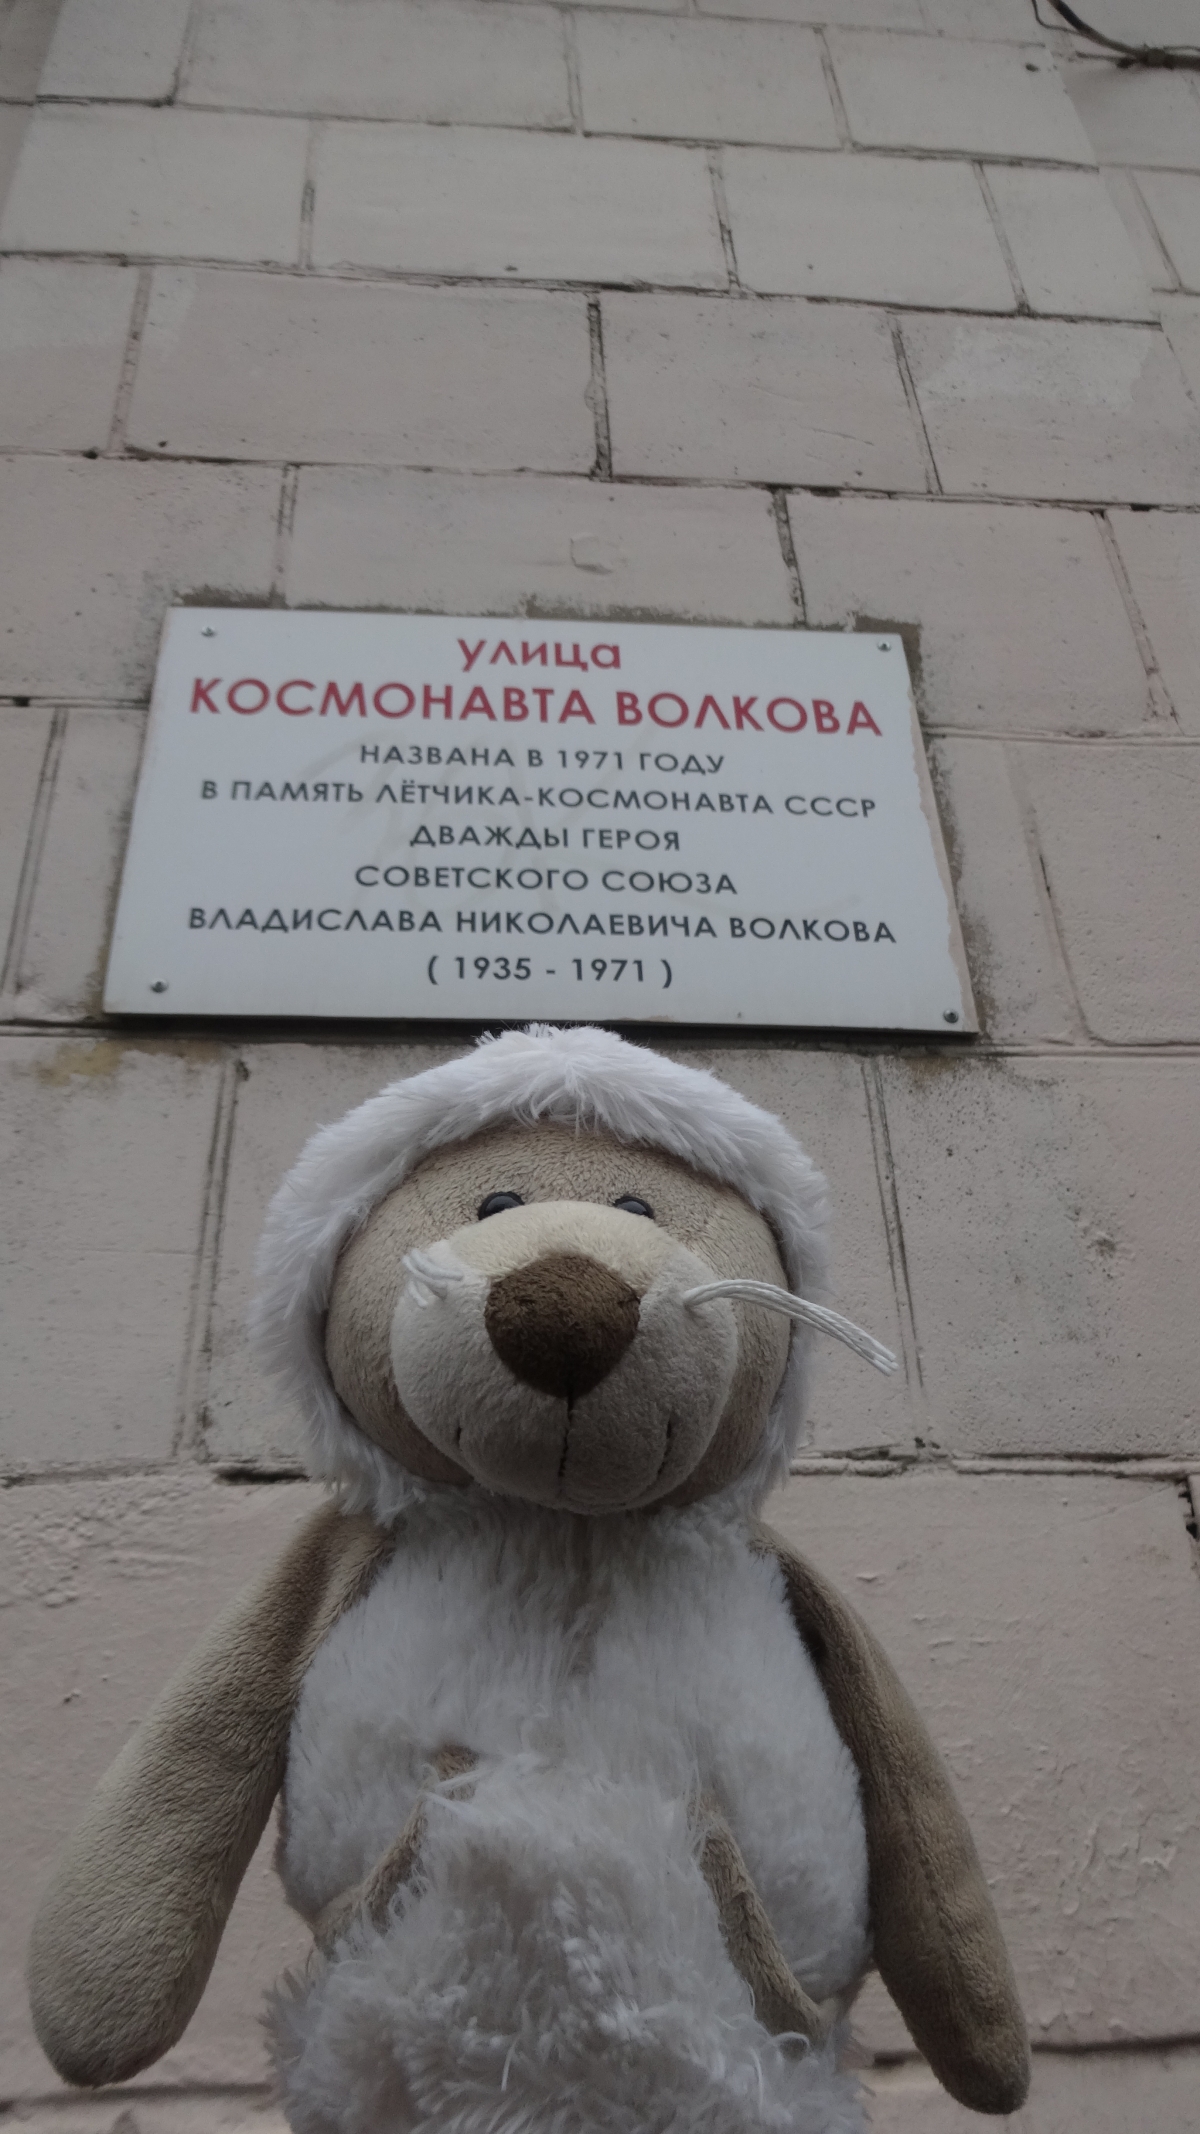 улица
КОСМОНАВТА ВОЛКОВА
НАЗВАНА В 1971 ГОДУ
В ПАМЯТЬ ЛЁТЧИКА-КОСМОНАВТА СССР
ДВАЖДЫ ГЕРОЯ
СОВЕТСКОГО СОЮЗА
ВЛАДИСЛАВА НИКОЛАЕВИЧА ВОЛКОВА
( 1935 - 1971 )